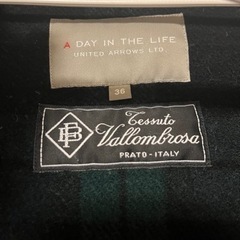 A DAY IN THE LIFE
UNITED ARROWS LTD.
36
Tessuto
Vallombrosa
PRATO - ITALY